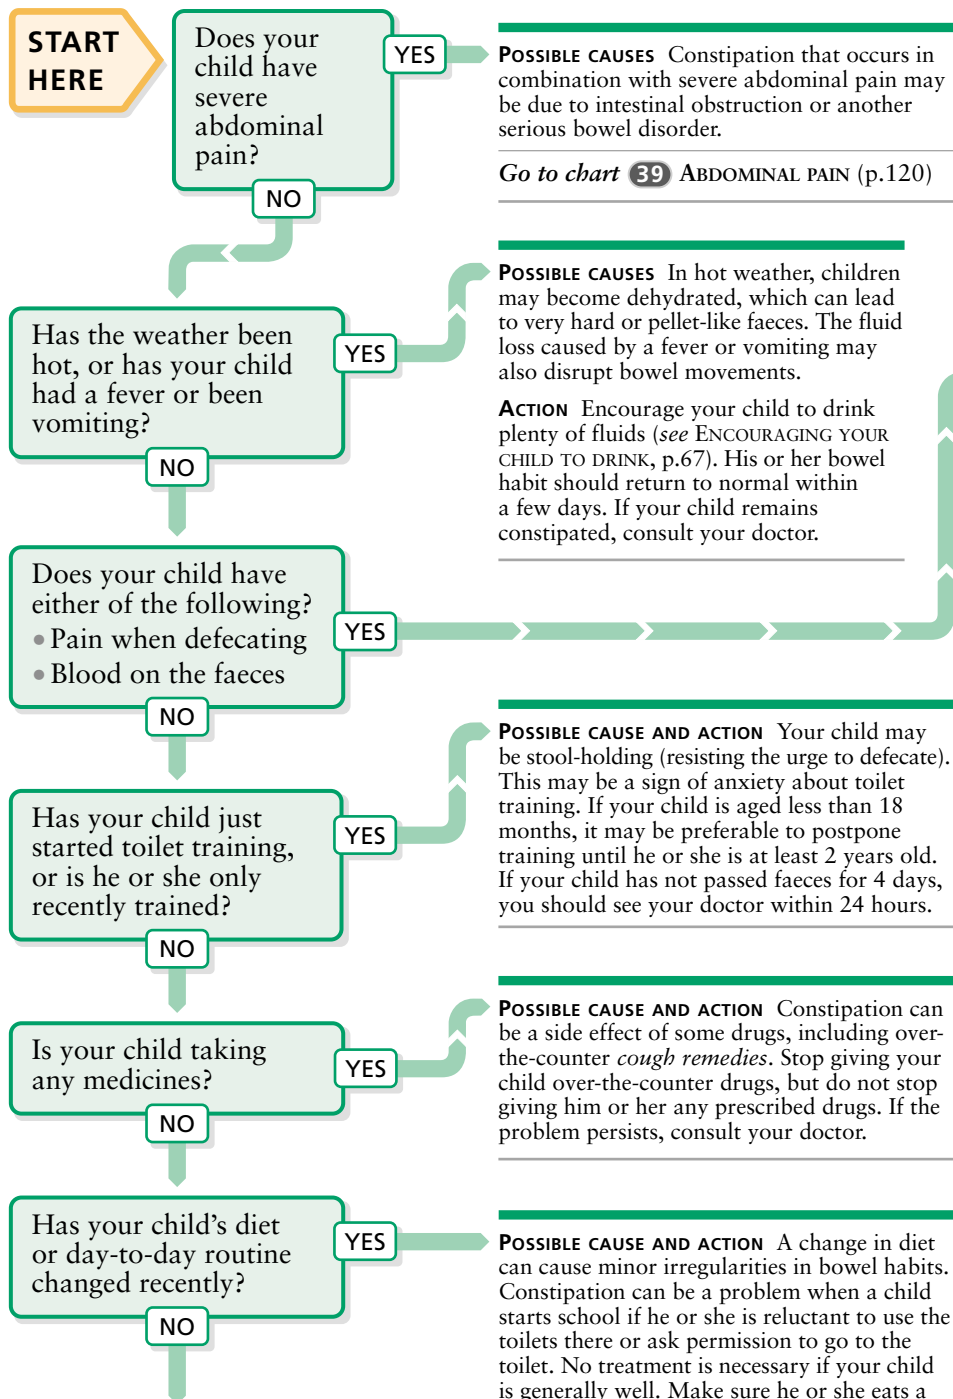 START
HERE
Does your
child have
severe
abdominal
pain?
YES
NO
POSSIBLE CAUSES Constipation that occurs in
combination with severe abdominal pain may
be due to intestinal obstruction or another
serious bowel disorder.
Go to chart 39 ABDOMINAL PAIN (p.120)
Has the weather been
hot, or has your child
had a fever or been
vomiting?
YES
NO
POSSIBLE CAUSES In hot weather, children
may become dehydrated, which can lead
to very hard or pellet-like faeces. The fluid
loss caused by a fever or vomiting may
also disrupt bowel movements.
ACTION Encourage your child to drink
plenty of fluids (see ENCOURAGING YOUR
CHILD TO DRINK, p.67). His or her bowel
habit should return to normal within
a few days. If your child remains
constipated, consult your doctor.
Does your child have
either of the following?
• Pain when defecating
• Blood on the faeces
YES
NO
Has your child just
started toilet training,
or is he or she only
recently trained?
YES
NO
POSSIBLE CAUSE AND ACTION Your child may
be stool-holding (resisting the urge to defecate).
This may be a sign of anxiety about toilet
training. If your child is aged less than 18
months, it may be preferable to postpone
training until he or she is at least 2 years old.
If your child has not passed faeces for 4 days,
you should see your doctor within 24 hours.
Is your child taking
any medicines?
YES
NO
POSSIBLE CAUSE AND ACTION Constipation can
be a side effect of some drugs, including over-
the-counter cough remedies. Stop giving your
child over-the-counter drugs, but do not stop
giving him or her any prescribed drugs. If the
problem persists, consult your doctor.
Has your child's diet
or day-to-day routine
changed recently?
YES
NO
POSSIBLE CAUSE AND ACTION A change in diet
can cause minor irregularities in bowel habits.
Constipation can be a problem when a child
starts school if he or she is reluctant to use the
toilets there or ask permission to go to the
toilet. No treatment is necessary if your child
is generally well. Make sure he or she eats a